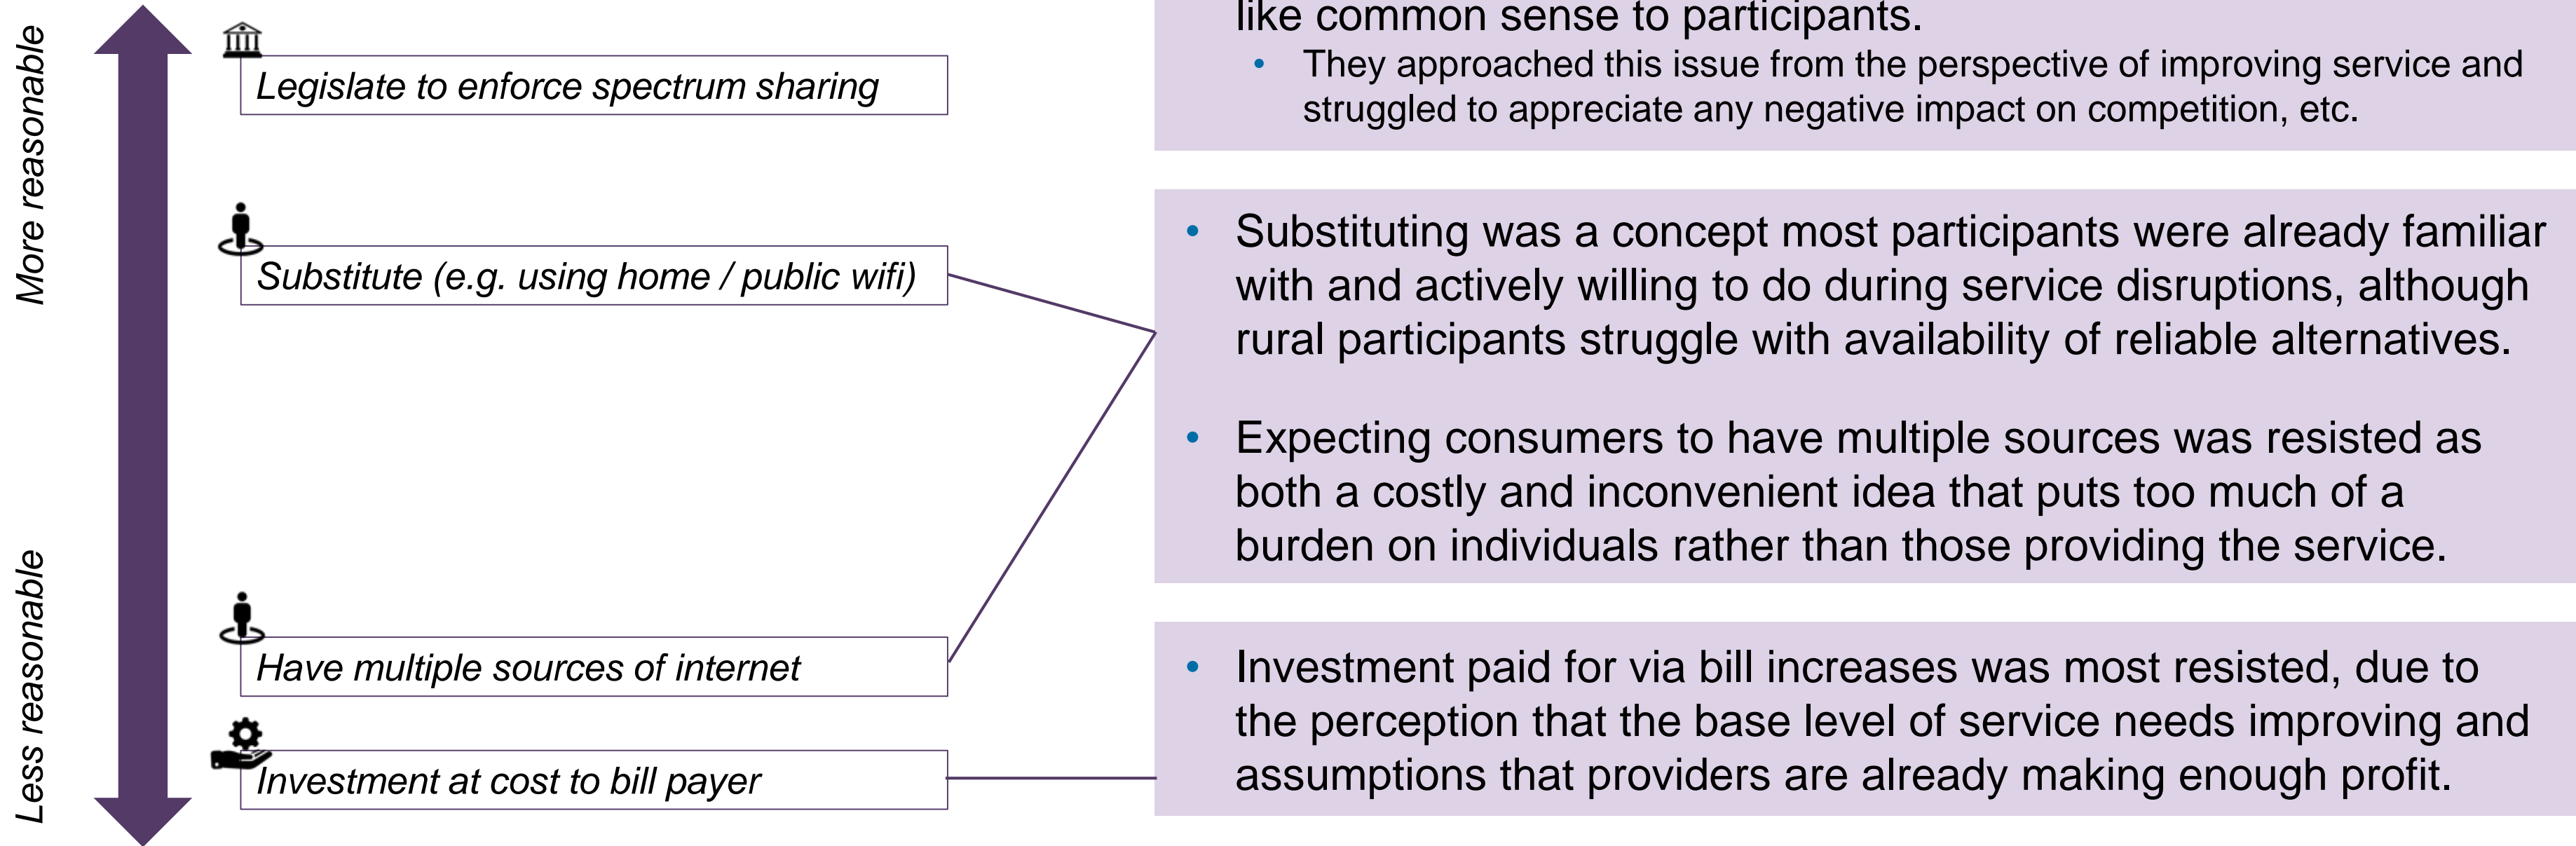 More reasonable
Less reasonable
Legislate to enforce spectrum sharing
Substitute (e.g. using home / public wifi)
Have multiple sources of internet
Investment at cost to bill payer
like common sense to participants.
• They approached this issue from the perspective of improving service and
struggled to appreciate any negative impact on competition, etc.
• Substituting was a concept most participants were already familiar
with and actively willing to do during service disruptions, although
rural participants struggle with availability of reliable alternatives.
• Expecting consumers to have multiple sources was resisted as
both a costly and inconvenient idea that puts too much of a
burden on individuals rather than those providing the service.
• Investment paid for via bill increases was most resisted, due to
the perception that the base level of service needs improving and
assumptions that providers are already making enough profit.